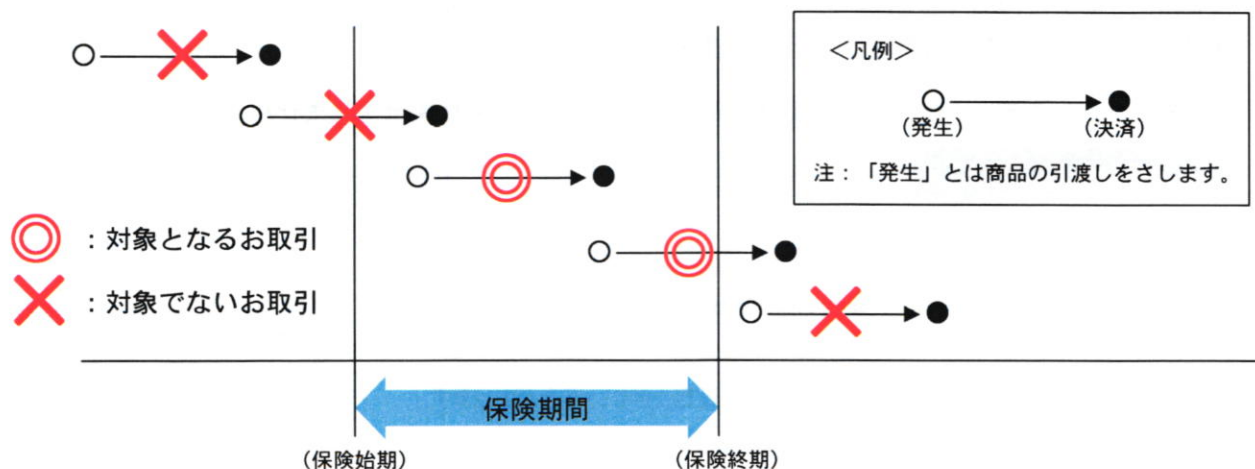 ＜凡例＞
(発生)
(決済)
注：「発生」とは商品の引渡しをさします。
：対象となるお取引
：対象でないお取引
保険期間
(保険始期)
(保険終期)